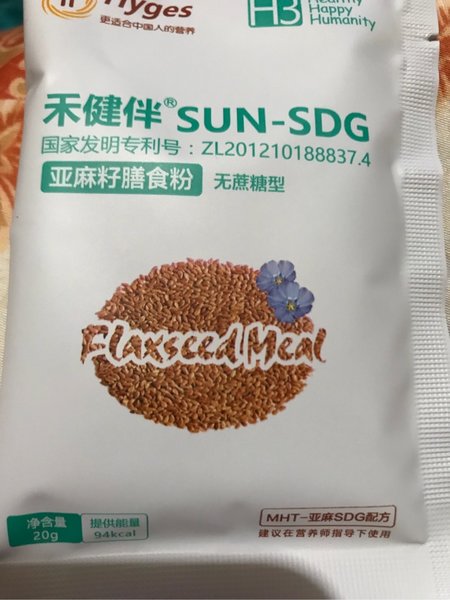 Hyges
更适合中国人的营养
H3
Healthy
Happy
Humanity
禾健伴® SUN-SDG
国家发明专利号：ZL201210188837.4
亚麻籽膳食粉 无蔗糖型
Flaxseed Meal
净含量
20g
提供能量
94kcal
MHT-亚麻SDG配方
建议在营养师指导下使用